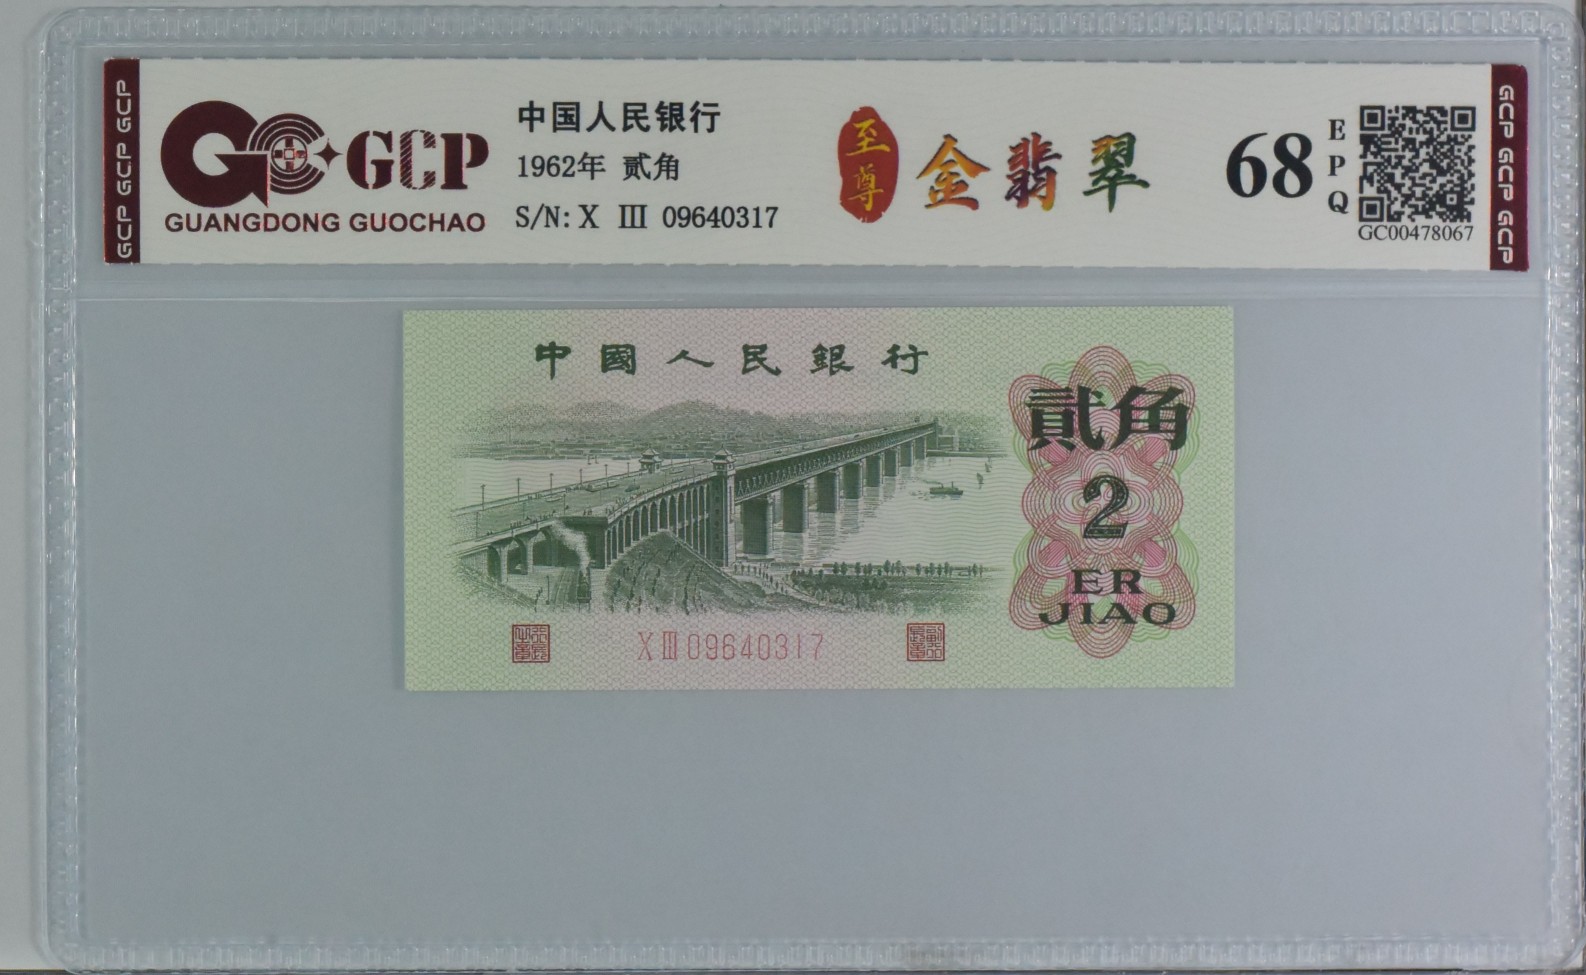 GCP GCP GCP
GCP
GUANGDONG GUOCHAO
中国人民银行
1962年 贰角
S/N: X Ⅲ 09640317
至尊
金翡翠
68
EPQ
GC00478067
GCP GCP GCP
中國人民銀行
貳角
2
ER
JIAO
X Ⅲ 09640317